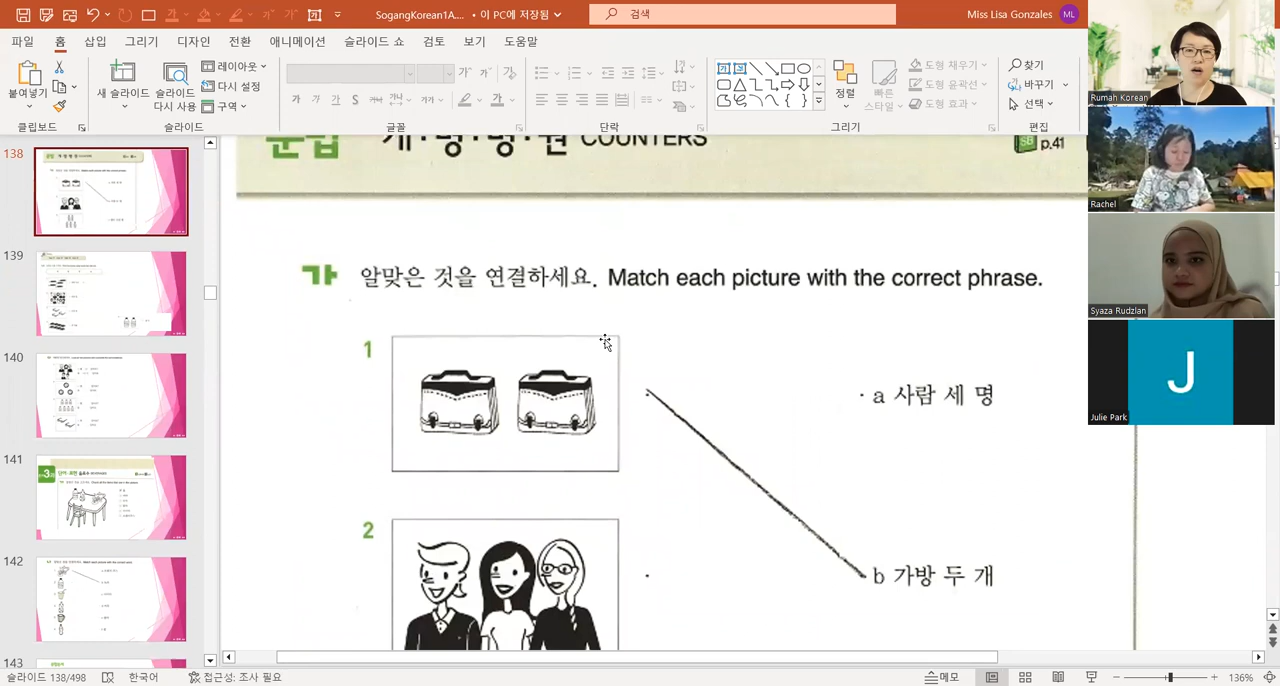 SogangKorean1A.... • 이 PC에 저장됨
검색
Miss Lisa Gonzales
ML
파일 홈 삽입 그리기 디자인 전환 애니메이션 슬라이드 쇼 검토 보기 도움말
붙여넣기
새 슬라이드
슬라이드 다시 사용
레이아웃
다시 설정
구역
정렬
빠른 스타일
도형 채우기
도형 윤곽선
도형 효과
찾기
바꾸기
선택
클립보드
슬라이드
글꼴
단락
그리기
편집
Rumah Korean
Rachel
Syaza Rudzlan
J
Julie Park
138
139
140
141
142
143
문법 개·명·병·권 COUNTERS
SB p.41
가 알맞은 것을 연결하세요. Match each picture with the correct phrase.
1
· a 사람 세 명
2
b 가방 두 개
슬라이드 138/498
한국어
접근성: 조사 필요
메모
136%